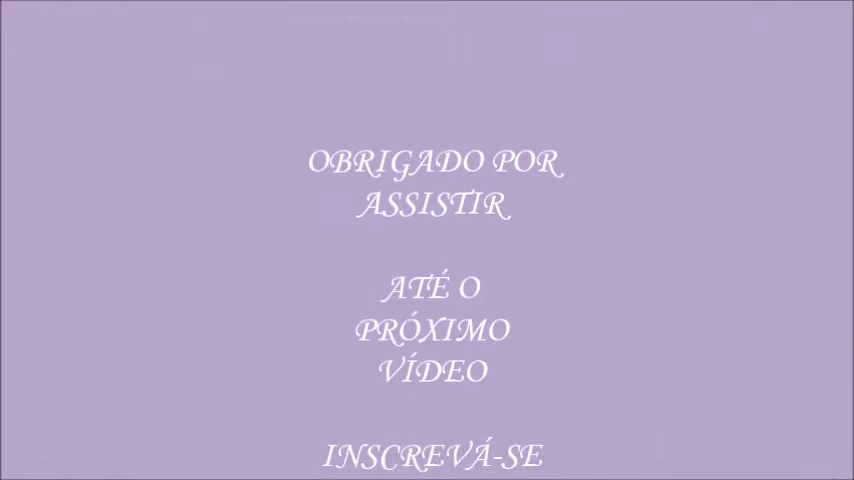 OBRIGADO POR
ASSISTIR
ATÉ O
PRÓXIMO
VÍDEO
INSCREVÁ-SE